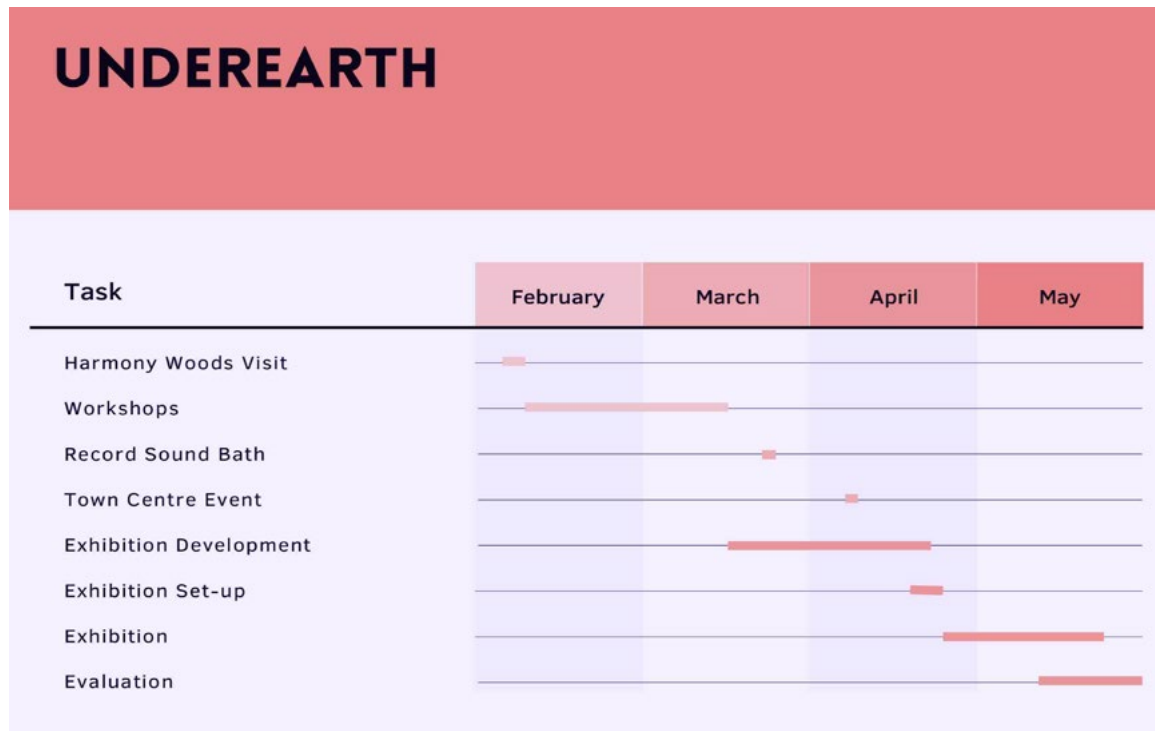 UNDEREARTH
Task February March April May
Harmony Woods Visit
Workshops
Record Sound Bath
Town Centre Event
Exhibition Development
Exhibition Set-up
Exhibition
Evaluation